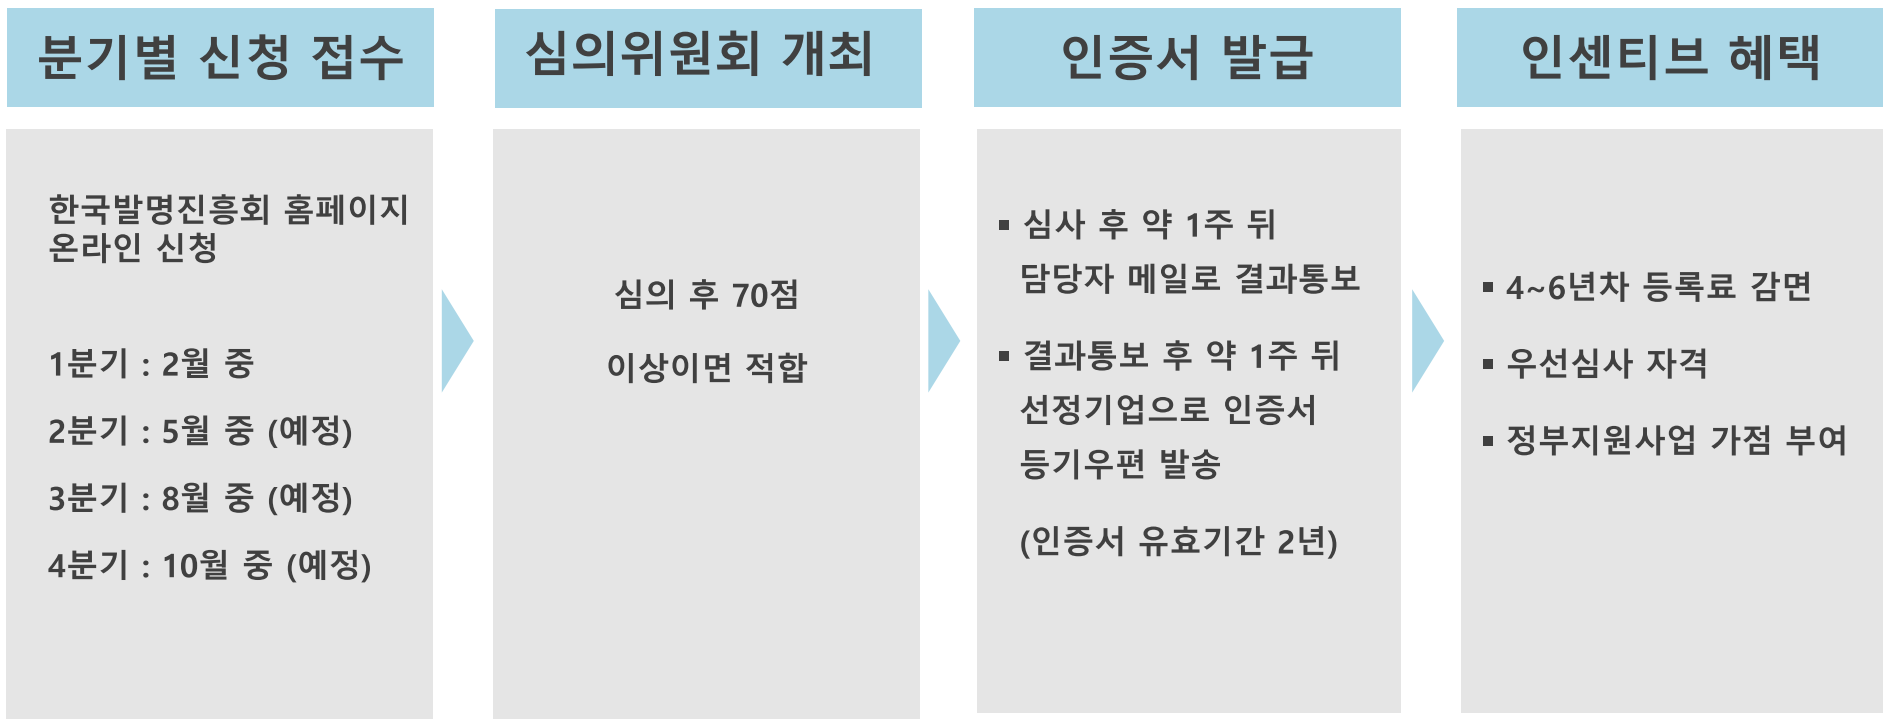 분기별 신청 접수
한국발명진흥회 홈페이지
온라인 신청
1분기 : 2월 중
2분기 : 5월 중 (예정)
3분기 : 8월 중 (예정)
4분기 : 10월 중 (예정)
심의위원회 개최
심의 후 70점
이상이면 적합
인증서 발급
▪ 심사 후 약 1주 뒤
담당자 메일로 결과통보
▪ 결과통보 후 약 1주 뒤
선정기업으로 인증서
등기우편 발송
(인증서 유효기간 2년)
인센티브 혜택
▪ 4~6년차 등록료 감면
▪ 우선심사 자격
▪ 정부지원사업 가점 부여